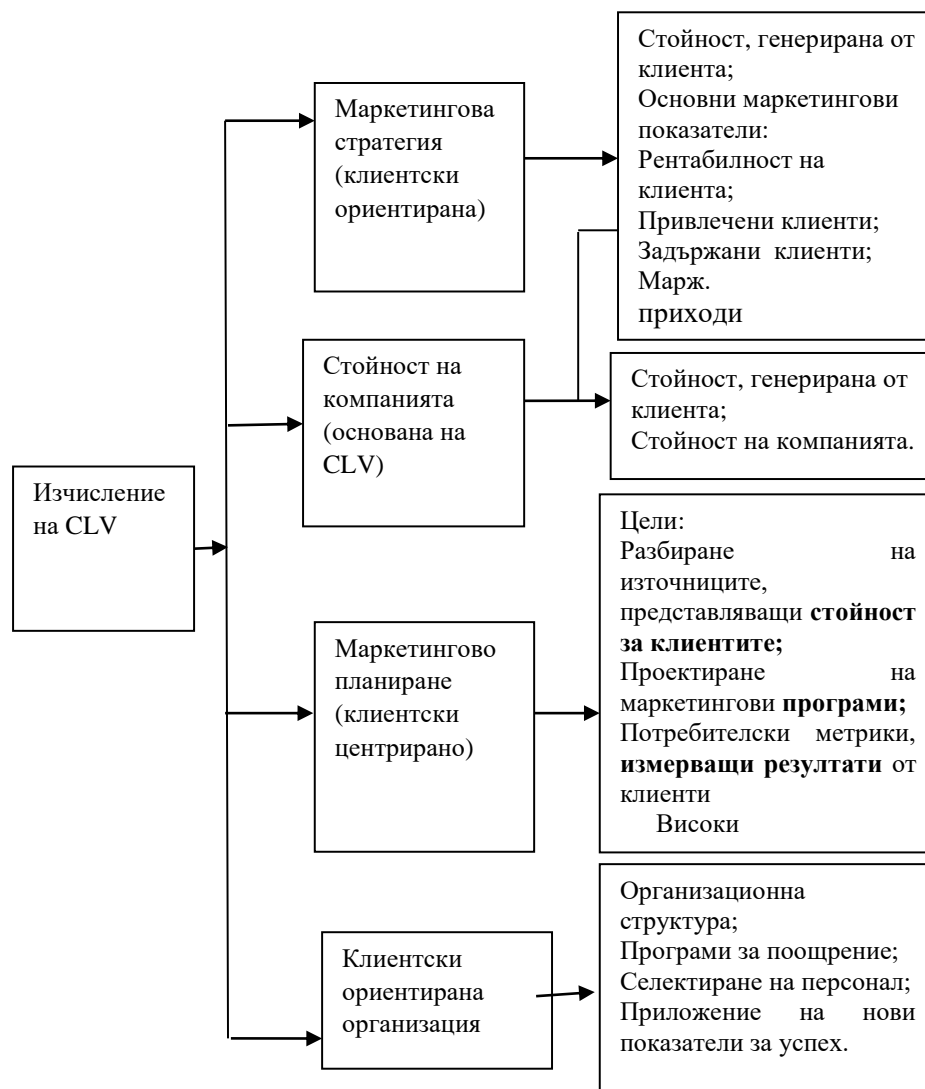 Стойност, генерирана от
клиента;
Основни маркетингови
показатели:
Рентабилност на
клиента;
Привлечени клиенти;
Задържани клиенти;
Марж.
приходи
Маркетингова
стратегия
(клиентски
ориентирана)
Стойност на
компанията
(основана на
CLV)
Стойност, генерирана от
клиента;
Стойност на компанията.
Изчисление
на CLV
Цели:
Разбиране на
източниците,
представляващи стойност
за клиентите;
Проектиране на
маркетингови програми;
Потребителски метрики,
измерващи резултати от
клиенти
Високи
Маркетингово
планиране
(клиентски
центрирано)
Организационна
структура;
Програми за поощрение;
Селектиране на персонал;
Приложение на нови
показатели за успех.
Клиентски
ориентирана
организация